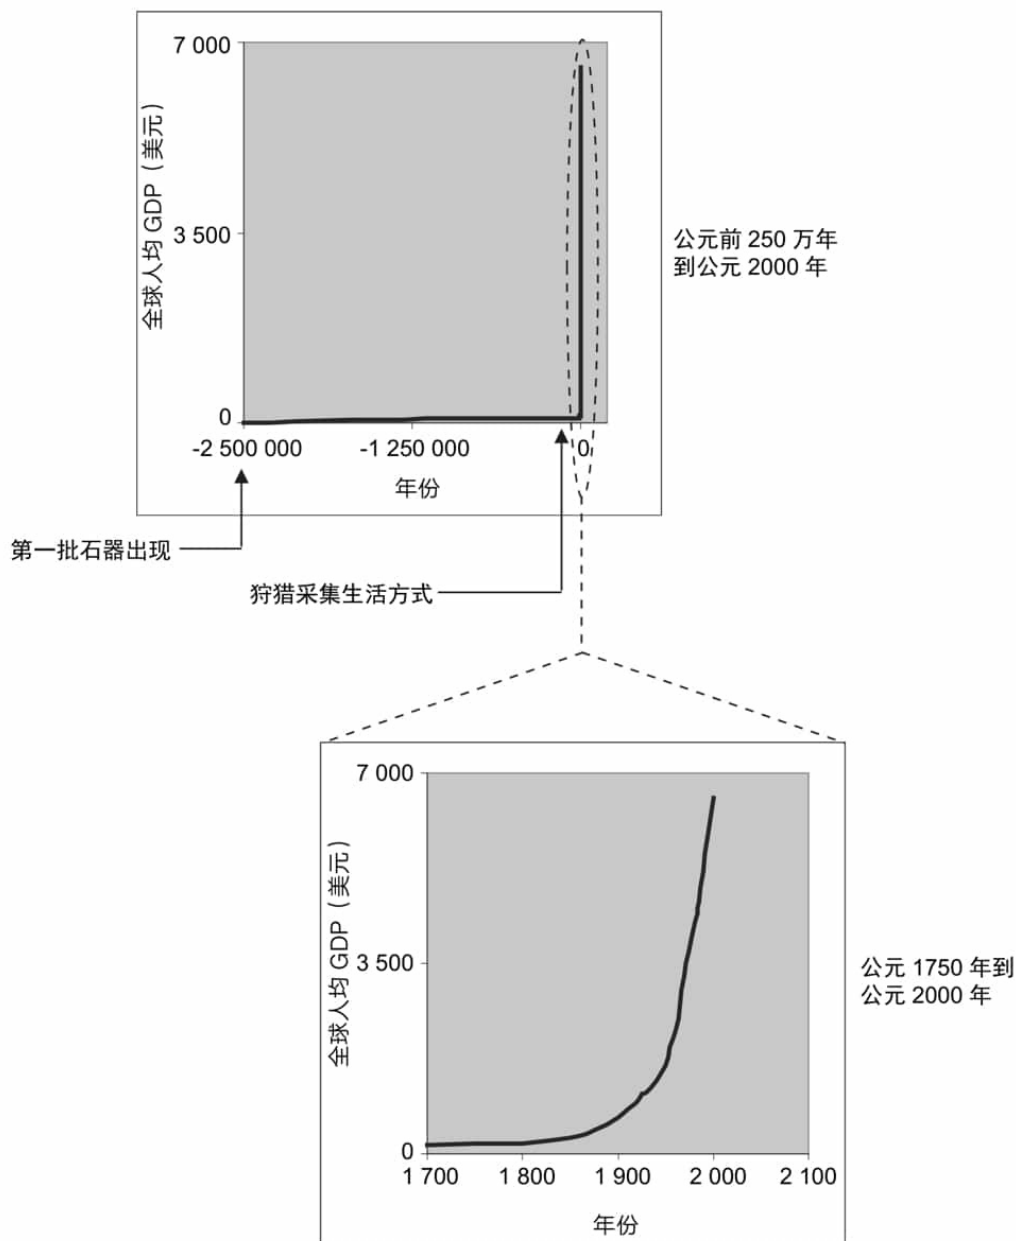 7 000
3 500
0
全球人均 GDP（美元）
-2 500 000
-1 250 000
0
年份
公元前 250 万年
到公元 2000 年
第一批石器出现
狩猎采集生活方式
7 000
3 500
0
全球人均 GDP（美元）
1 700
1 800
1 900
2 000
2 100
年份
公元 1750 年到
公元 2000 年